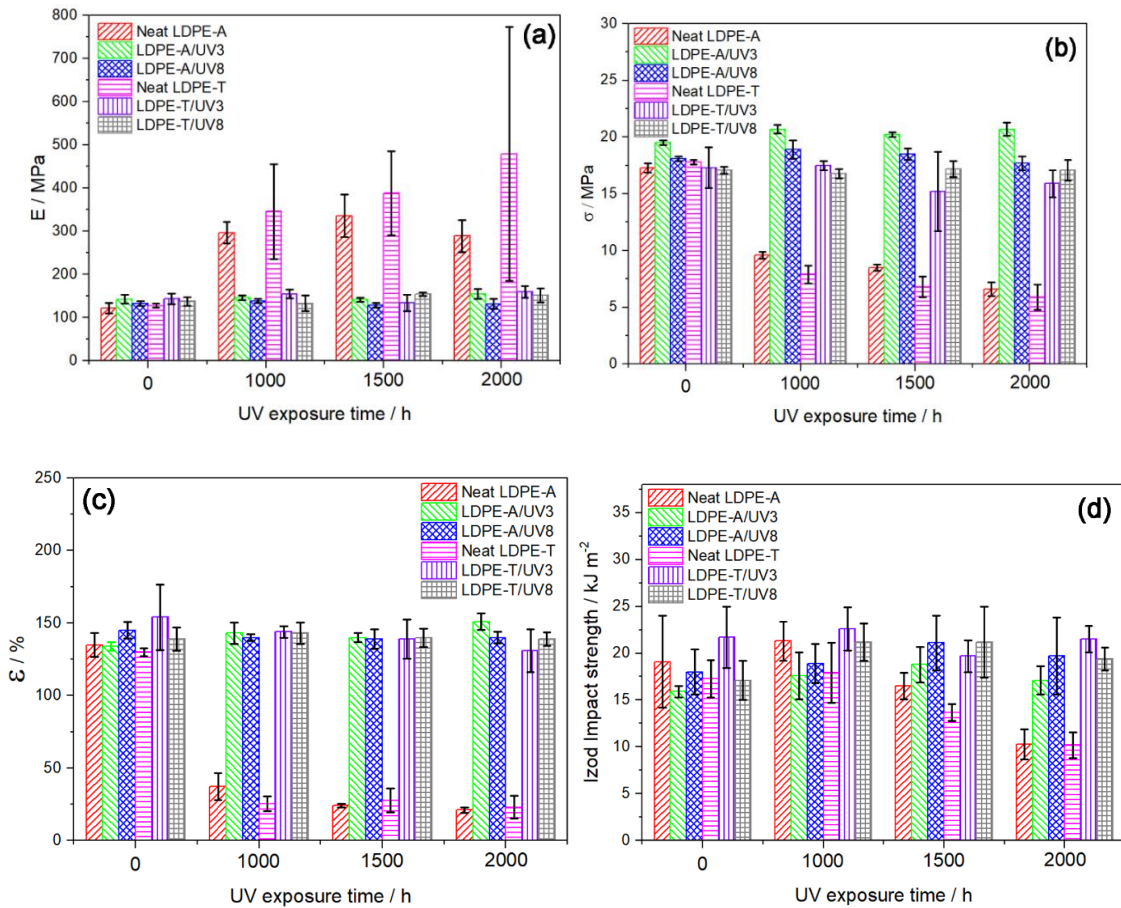 (a)
Neat LDPE-A
LDPE-A/UV3
LDPE-A/UV8
Neat LDPE-T
LDPE-T/UV3
LDPE-T/UV8
E / MPa
800
700
600
500
400
300
200
100
0
0 1000 1500 2000
UV exposure time / h
(b)
Neat LDPE-A
LDPE-A/UV3
LDPE-A/UV8
Neat LDPE-T
LDPE-T/UV3
LDPE-T/UV8
σ / MPa
30
25
20
15
10
5
0
0 1000 1500 2000
UV exposure time / h
(c)
Neat LDPE-A
LDPE-A/UV3
LDPE-A/UV8
Neat LDPE-T
LDPE-T/UV3
LDPE-T/UV8
ε / %
250
200
150
100
50
0
0 1000 1500 2000
UV exposure time / h
(d)
Neat LDPE-A
LDPE-A/UV3
LDPE-A/UV8
Neat LDPE-T
LDPE-T/UV3
LDPE-T/UV8
Izod Impact strength / kJ m⁻²
35
30
25
20
15
10
5
0
0 1000 1500 2000
UV exposure time / h